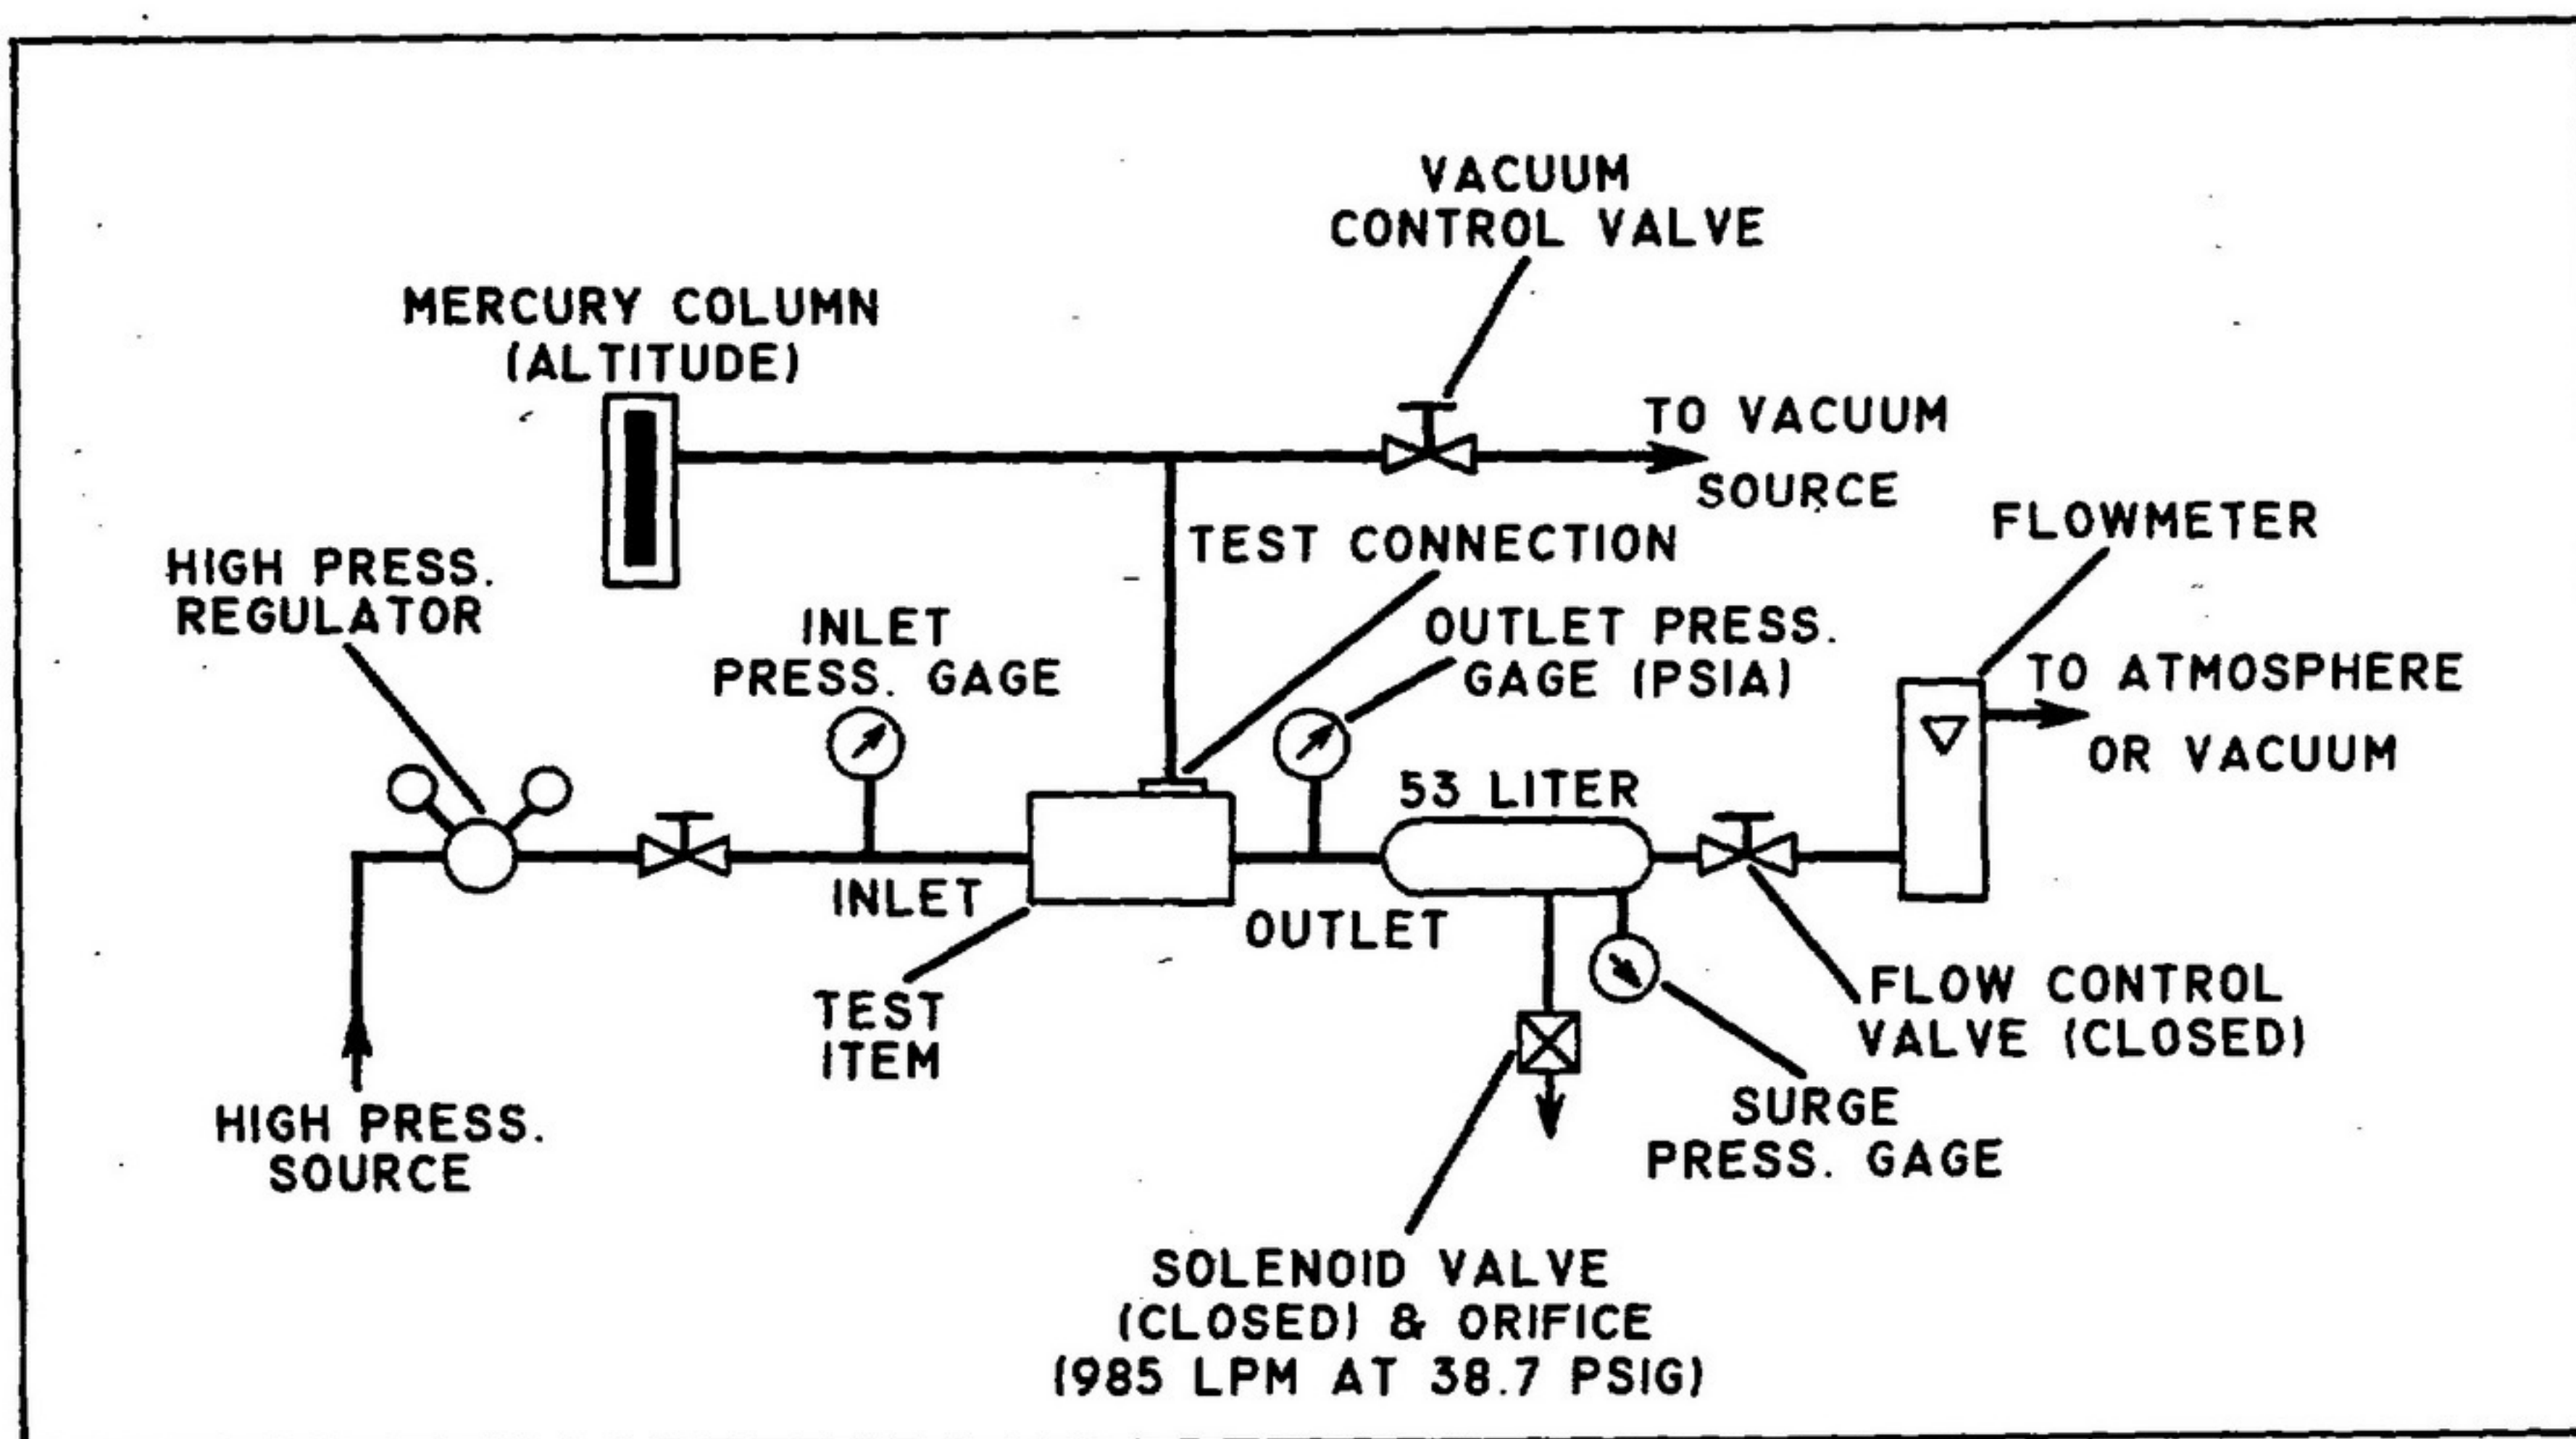 VACUUM
CONTROL VALVE
MERCURY COLUMN
(ALTITUDE)
TO VACUUM
SOURCE
FLOWMETER
TEST CONNECTION
HIGH PRESS.
REGULATOR
INLET
PRESS. GAGE
OUTLET PRESS.
GAGE (PSIA)
TO ATMOSPHERE
OR VACUUM
53 LITER
INLET
OUTLET
TEST
ITEM
FLOW CONTROL
VALVE (CLOSED)
HIGH PRESS.
SOURCE
SURGE
PRESS. GAGE
SOLENOID VALVE
(CLOSED) & ORIFICE
(985 LPM AT 38.7 PSIG)